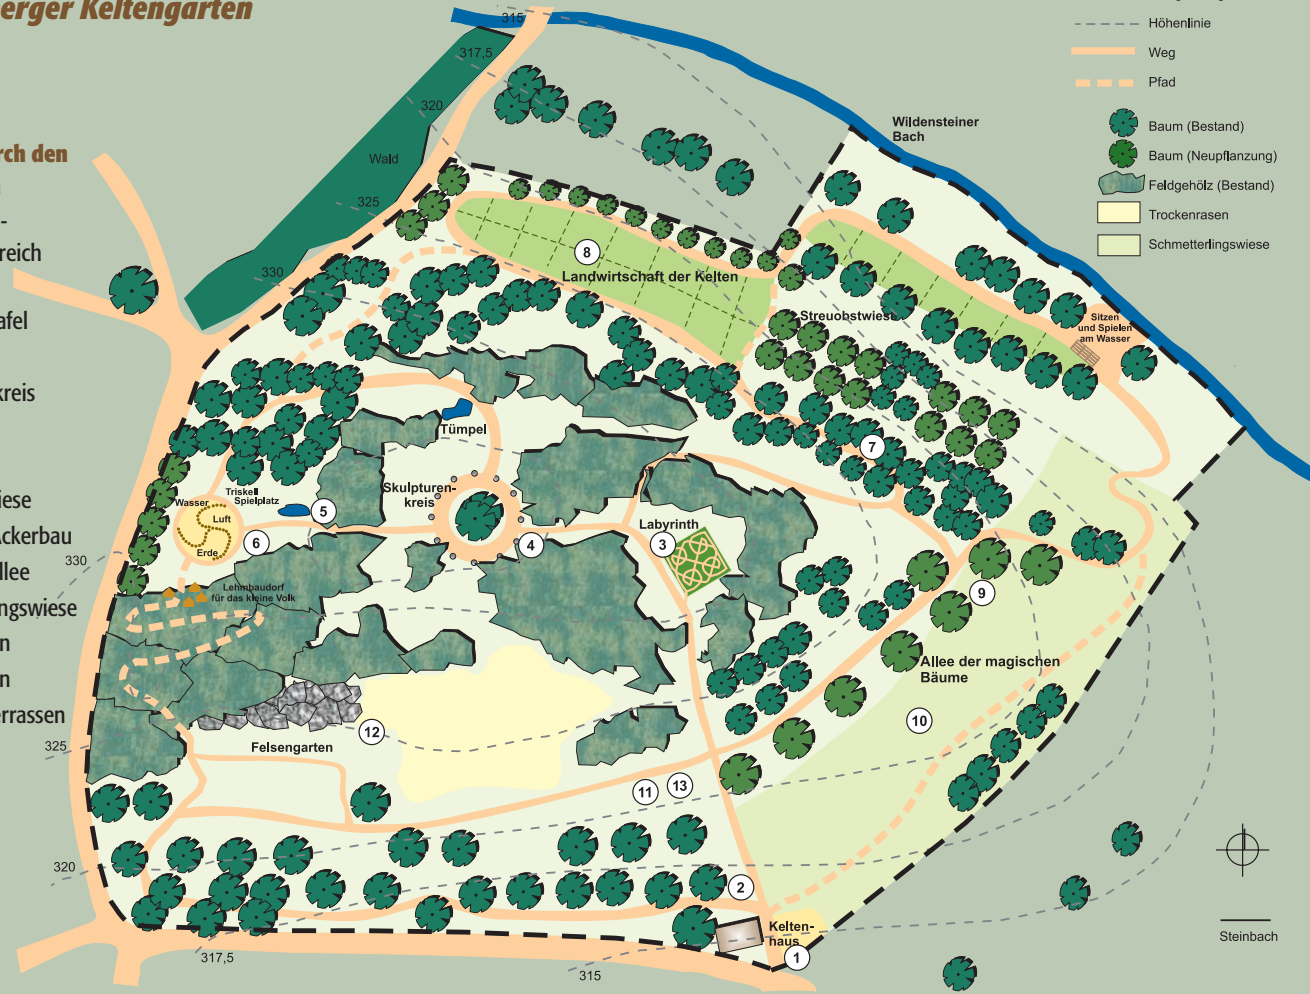 erger Keltengarten
rch den
-
ereich
afel
kreis
iese
Ackerbau
llee
ngswiese
n
n
errassen
Höhenlinie
Weg
Pfad
Baum (Bestand)
Baum (Neupflanzung)
Feldgehölz (Bestand)
Trockenrasen
Schmetterlingswiese
315
317,5
320
Wald
325
330
Wildensteiner
Bach
8
Landwirtschaft der Kelten
Streuobstwiese
Sitzen
und Spielen
am Wasser
Tümpel
7
Skulpturen-
kreis
Triskell
Spielplatz
Wasser
Luft
Erde
5
6
4
Labyrinth
3
330
Lehmbaudorf
für das kleine Volk
9
Allee der magischen
Bäume
10
12
Felsengarten
325
11
13
320
2
Kelten-
haus
1
317,5
315
Steinbach